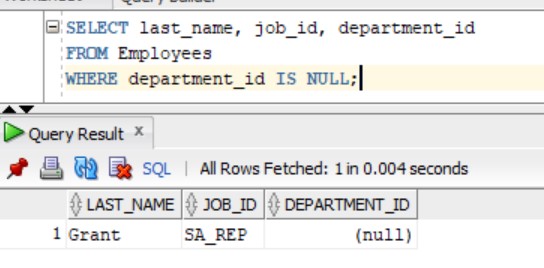 SELECT last_name, job_id, department_id
FROM Employees
WHERE department_id IS NULL;
Query Result x
SQL | All Rows Fetched: 1 in 0.004 seconds
LAST_NAME JOB_ID DEPARTMENT_ID
1 Grant SA_REP (null)